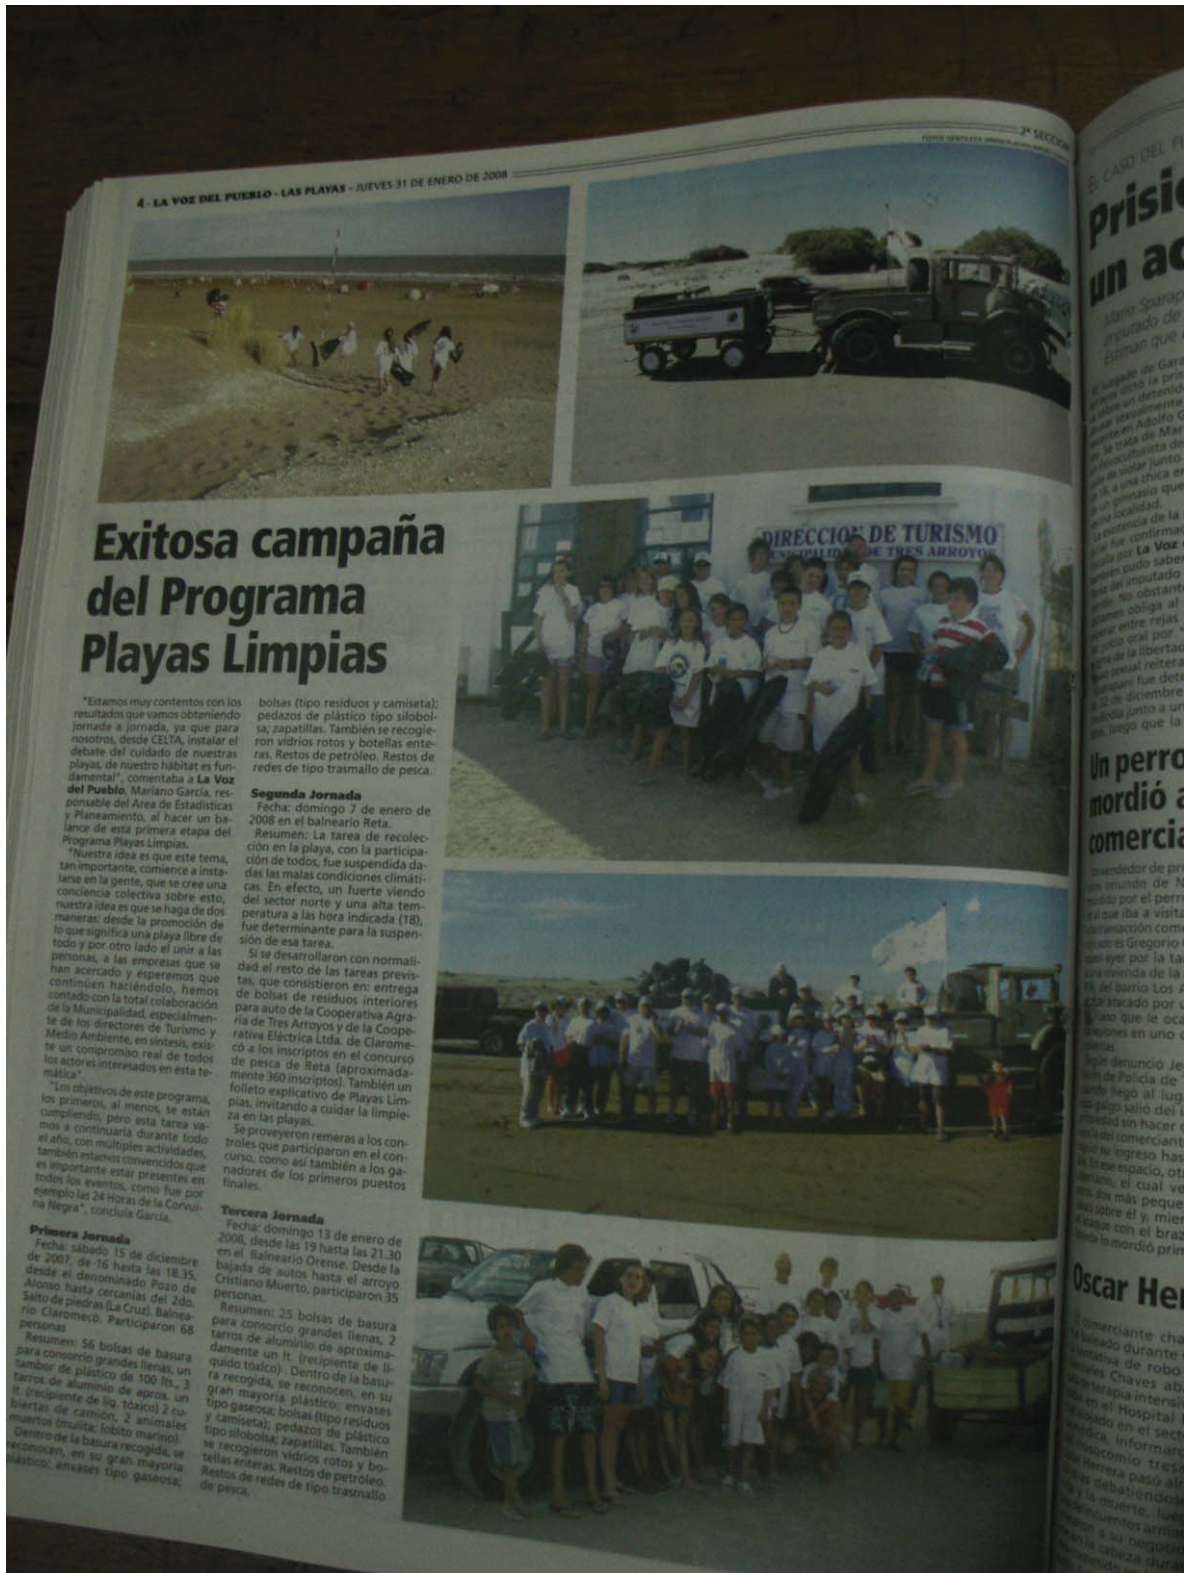 4 - LA VOZ DEL PUEBLO - LAS PLAYAS - JUEVES 31 DE ENERO DE 2008
2ª SECCION
DIRECCION DE TURISMO
MUNICIPALIDAD DE TRES ARROYOS
Exitosa campaña
del Programa
Playas Limpias
"Estamos muy contentos con los
resultados que vamos obteniendo
jornada a jornada, ya que para
nosotros, desde CELTA, instalar el
debate del cuidado de nuestras
playas, de nuestro hábitat es fun-
damental", comentaba a La Voz
del Pueblo, Mariano García, res-
ponsable del Area de Estadísticas
y Planeamiento, al hacer un ba-
lance de esta primera etapa del
Programa Playas Limpias.
"Nuestra idea es que este tema,
tan importante, comience a insta-
larse en la gente, que se cree una
conciencia colectiva sobre esto,
nuestra idea es que se haga de dos
maneras: desde la promoción de
lo que significa una playa libre de
todo y por otro lado el unir a las
personas, a las empresas que se
han acercado y esperemos que
continúen haciéndolo, hemos
contado con la total colaboración
de la Municipalidad, especialmen-
te de los directores de Turismo y
Medio Ambiente, en síntesis, exis-
te un compromiso real de todos
los actores interesados en esta te-
mática".
"Los objetivos de este programa,
los primeros, al menos, se están
cumpliendo, pero esta tarea va-
mos a continuarla durante todo
el año, con múltiples actividades,
también estamos convencidos que
es importante estar presentes en
todos los eventos, como fue por
ejemplo las 24 Horas de la Corvui-
na Negra", concluía García.
Primera Jornada
Fecha: sábado 15 de diciembre
de 2007, de 16 hasta las 18.35,
desde el denominado Pozo de
Alonso hasta cercanías del 2do.
Salto de piedras (La Cruz). Balnea-
rio Claromecó. Participaron 68
personas
Resumen: 56 bolsas de basura
para consorcio grandes llenas, un
tambor de plástico de 100 lts., 3
tarros de aluminio de aprox. un
lt. (recipiente de liq. tóxico) 2 cu-
biertas de camión, 2 animales
muertos (mulita; lobito marino).
Dentro de la basura recogida, se
reconocen, en su gran mayoría
plástico: envases tipo gaseosa;
bolsas (tipo residuos y camiseta);
pedazos de plástico tipo silobol-
sa; zapatillas. También se recogie-
ron vidrios rotos y botellas ente-
ras. Restos de petróleo. Restos de
redes de tipo trasmallo de pesca.
Segunda Jornada
Fecha: domingo 7 de enero de
2008 en el balneario Reta.
Resumen: La tarea de recolec-
ción en la playa, con la participa-
ción de todos, fue suspendida da-
das las malas condiciones climáti-
cas. En efecto, un fuerte viendo
del sector norte y una alta tem-
peratura a las hora indicada (18),
fue determinante para la suspen-
sión de esa tarea.
Sí se desarrollaron con normali-
dad el resto de las tareas previs-
tas, que consistieron en: entrega
de bolsas de residuos interiores
para auto de la Cooperativa Agra-
ria de Tres Arroyos y de la Coope-
rativa Eléctrica Ltda. de Clarome-
có a los inscriptos en el concurso
de pesca de Reta (aproximada-
mente 360 inscriptos). También un
folleto explicativo de Playas Lim-
pias, invitando a cuidar la limpie-
za en las playas.
Se proveyeron remeras a los con-
troles que participaron en el con-
curso, como así también a los ga-
nadores de los primeros puestos
finales.
Tercera Jornada
Fecha: domingo 13 de enero de
2008, desde las 19 hasta las 21.30
en el Balneario Orense. Desde la
bajada de autos hasta el arroyo
Cristiano Muerto, participaron 35
personas.
Resumen: 25 bolsas de basura
para consorcio grandes llenas, 2
tarros de aluminio de aproxima-
damente un lt. (recipiente de lí-
quido tóxico). Dentro de la basu-
ra recogida, se reconocen, en su
gran mayoría plástico: envases
tipo gaseosa; bolsas (tipo residuos
y camiseta); pedazos de plástico
tipo silobolsa; zapatillas. También
se recogieron vidrios rotos y bo-
tellas enteras. Restos de petróleo.
Restos de redes de tipo trasmallo
de pesca.
EL CASO DEL
un
Un perro
mordió a
Oscar